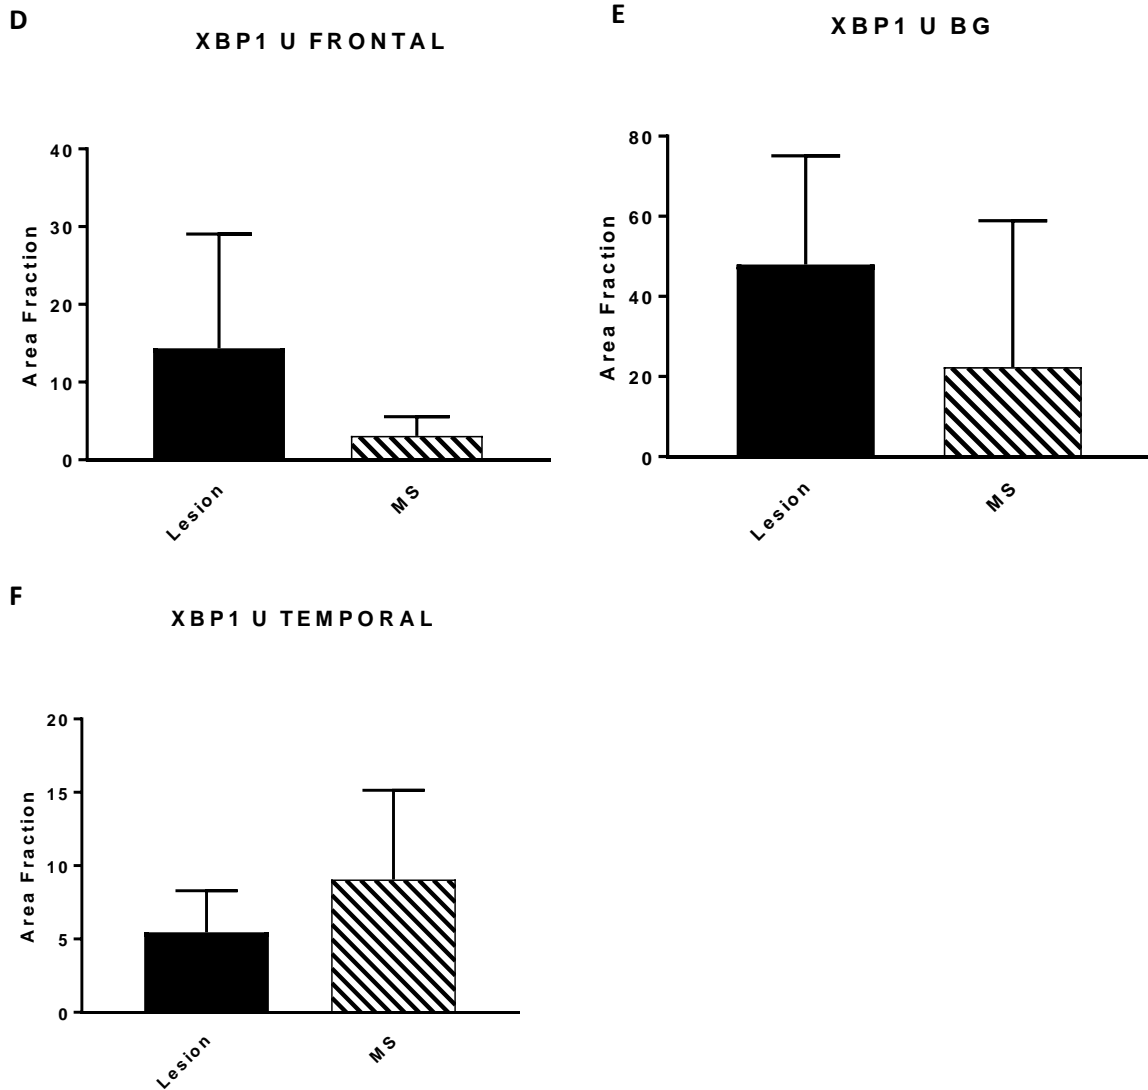 D
XBP1 U FRONTAL
40
30
20
10
0
Area Fraction
Lesion
MS
E
XBP1 U BG
80
60
40
20
0
Area Fraction
Lesion
MS
F
XBP1 U TEMPORAL
20
15
10
5
0
Area Fraction
Lesion
MS